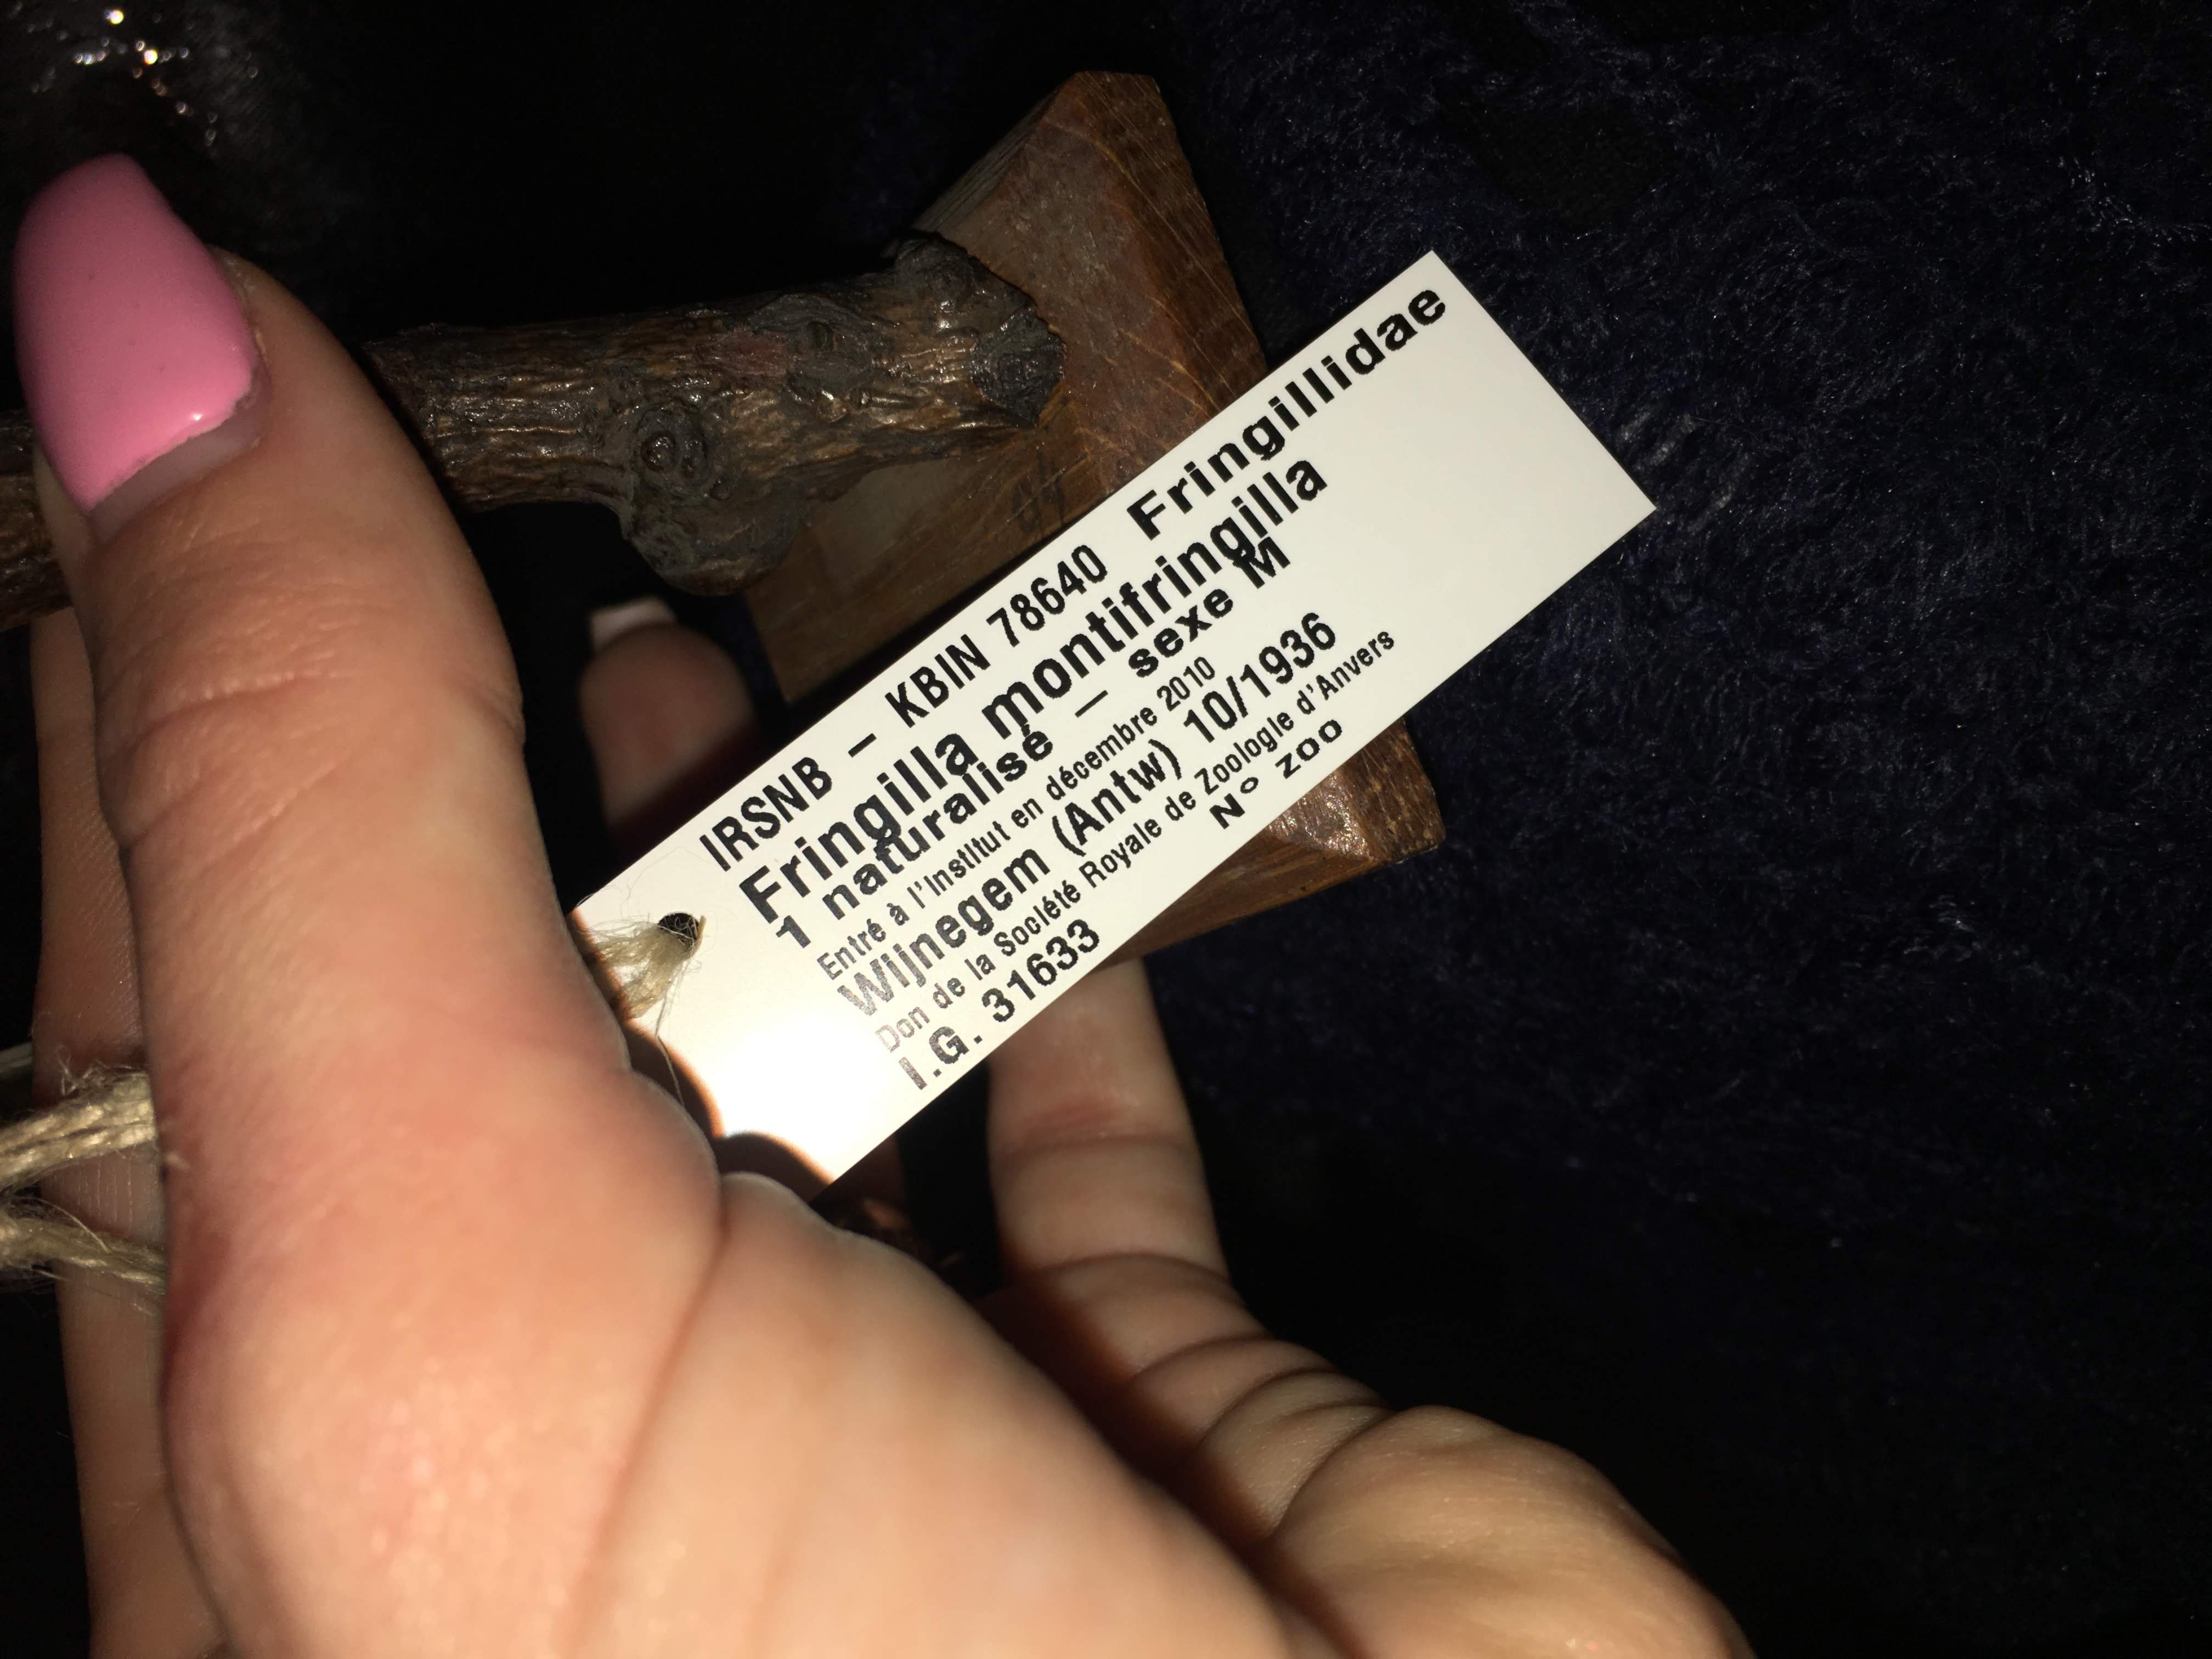 IRSNB – KBIN 78640 Fringillidae
Fringilla montifringilla
1 naturalisé – sexe M
Entré à l'Institut en décembre 2010
Wijnegem (Antw) 10/1936
Don de la Société Royale de Zoologie d'Anvers
I.G. 31633 N° ZOO